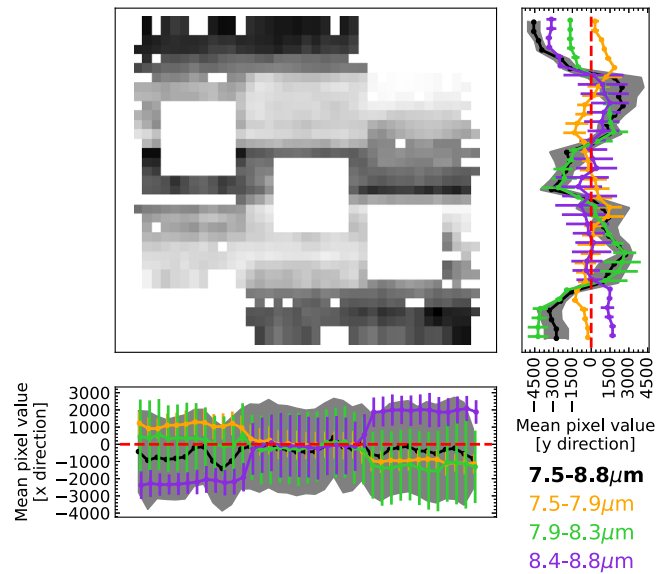 −4500
−3000
−1500
0
1500
3000
4500
Mean pixel value
[y direction]
3000
2000
1000
0
−1000
−2000
−3000
−4000
Mean pixel value
[x direction]
7.5-8.8μm
7.5-7.9μm
7.9-8.3μm
8.4-8.8μm